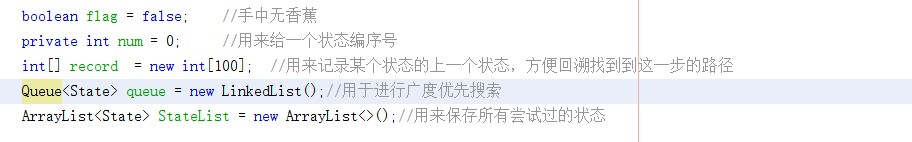 boolean flag = false;    //手中无香蕉
private int num = 0;     //用来给一个状态编序号
int[] record  = new int[100];  //用来记录某个状态的上一个状态，方便回溯找到到这一步的路径
Queue<State> queue = new LinkedList();//用于进行广度优先搜索
ArrayList<State> StateList = new ArrayList<>();//用来保存所有尝试过的状态